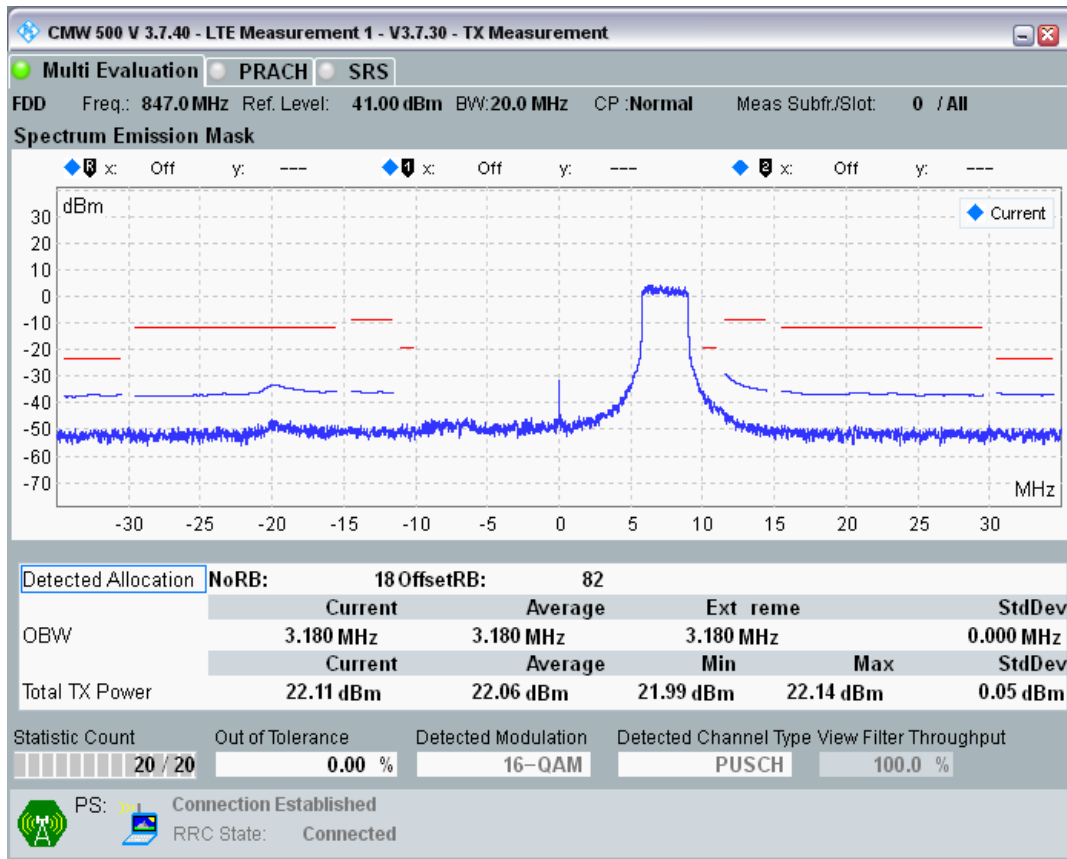 CMW 500 V 3.7.40 - LTE Measurement 1 - V3.7.30 - TX Measurement
Multi Evaluation PRACH SRS
FDD Freq.: 847.0 MHz Ref. Level: 41.00 dBm BW:20.0 MHz CP :Normal Meas Subfr./Slot: 0 / All
Spectrum Emission Mask
R x: Off y: --- 1 x: Off y: --- 2 x: Off y: ---
dBm
Current
30
20
10
0
-10
-20
-30
-40
-50
-60
-70
MHz
-30 -25 -20 -15 -10 -5 0 5 10 15 20 25 30
Detected Allocation NoRB: 18 OffsetRB: 82
Current Average Ext reme StdDev
OBW 3.180 MHz 3.180 MHz 3.180 MHz 0.000 MHz
Current Average Min Max StdDev
Total TX Power 22.11 dBm 22.06 dBm 21.99 dBm 22.14 dBm 0.05 dBm
Statistic Count Out of Tolerance Detected Modulation Detected Channel Type View Filter Throughput
20 / 20 0.00 % 16-QAM PUSCH 100.0 %
PS: Connection Established
RRC State: Connected